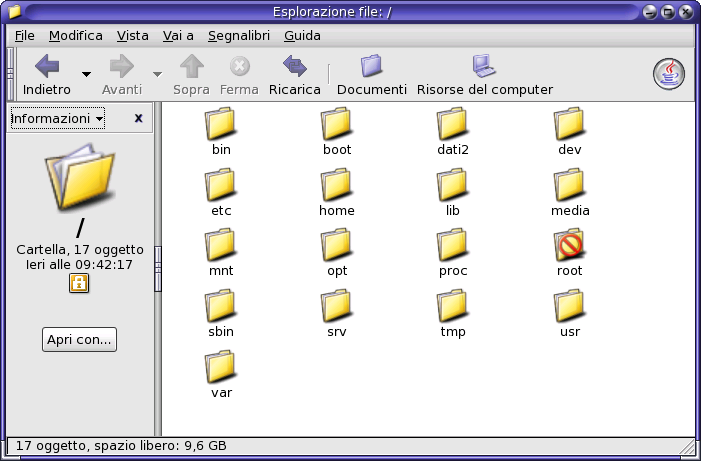 Esplorazione file: /
File Modifica Vista Vai a Segnalibri Guida
Indietro Avanti Sopra Ferma Ricarica Documenti Risorse del computer
Informazioni x
/
Cartella, 17 oggetto
Ieri alle 09:42:17
Apri con...
bin boot dati2 dev
etc home lib media
mnt opt proc root
sbin srv tmp usr
var
17 oggetto, spazio libero: 9,6 GB